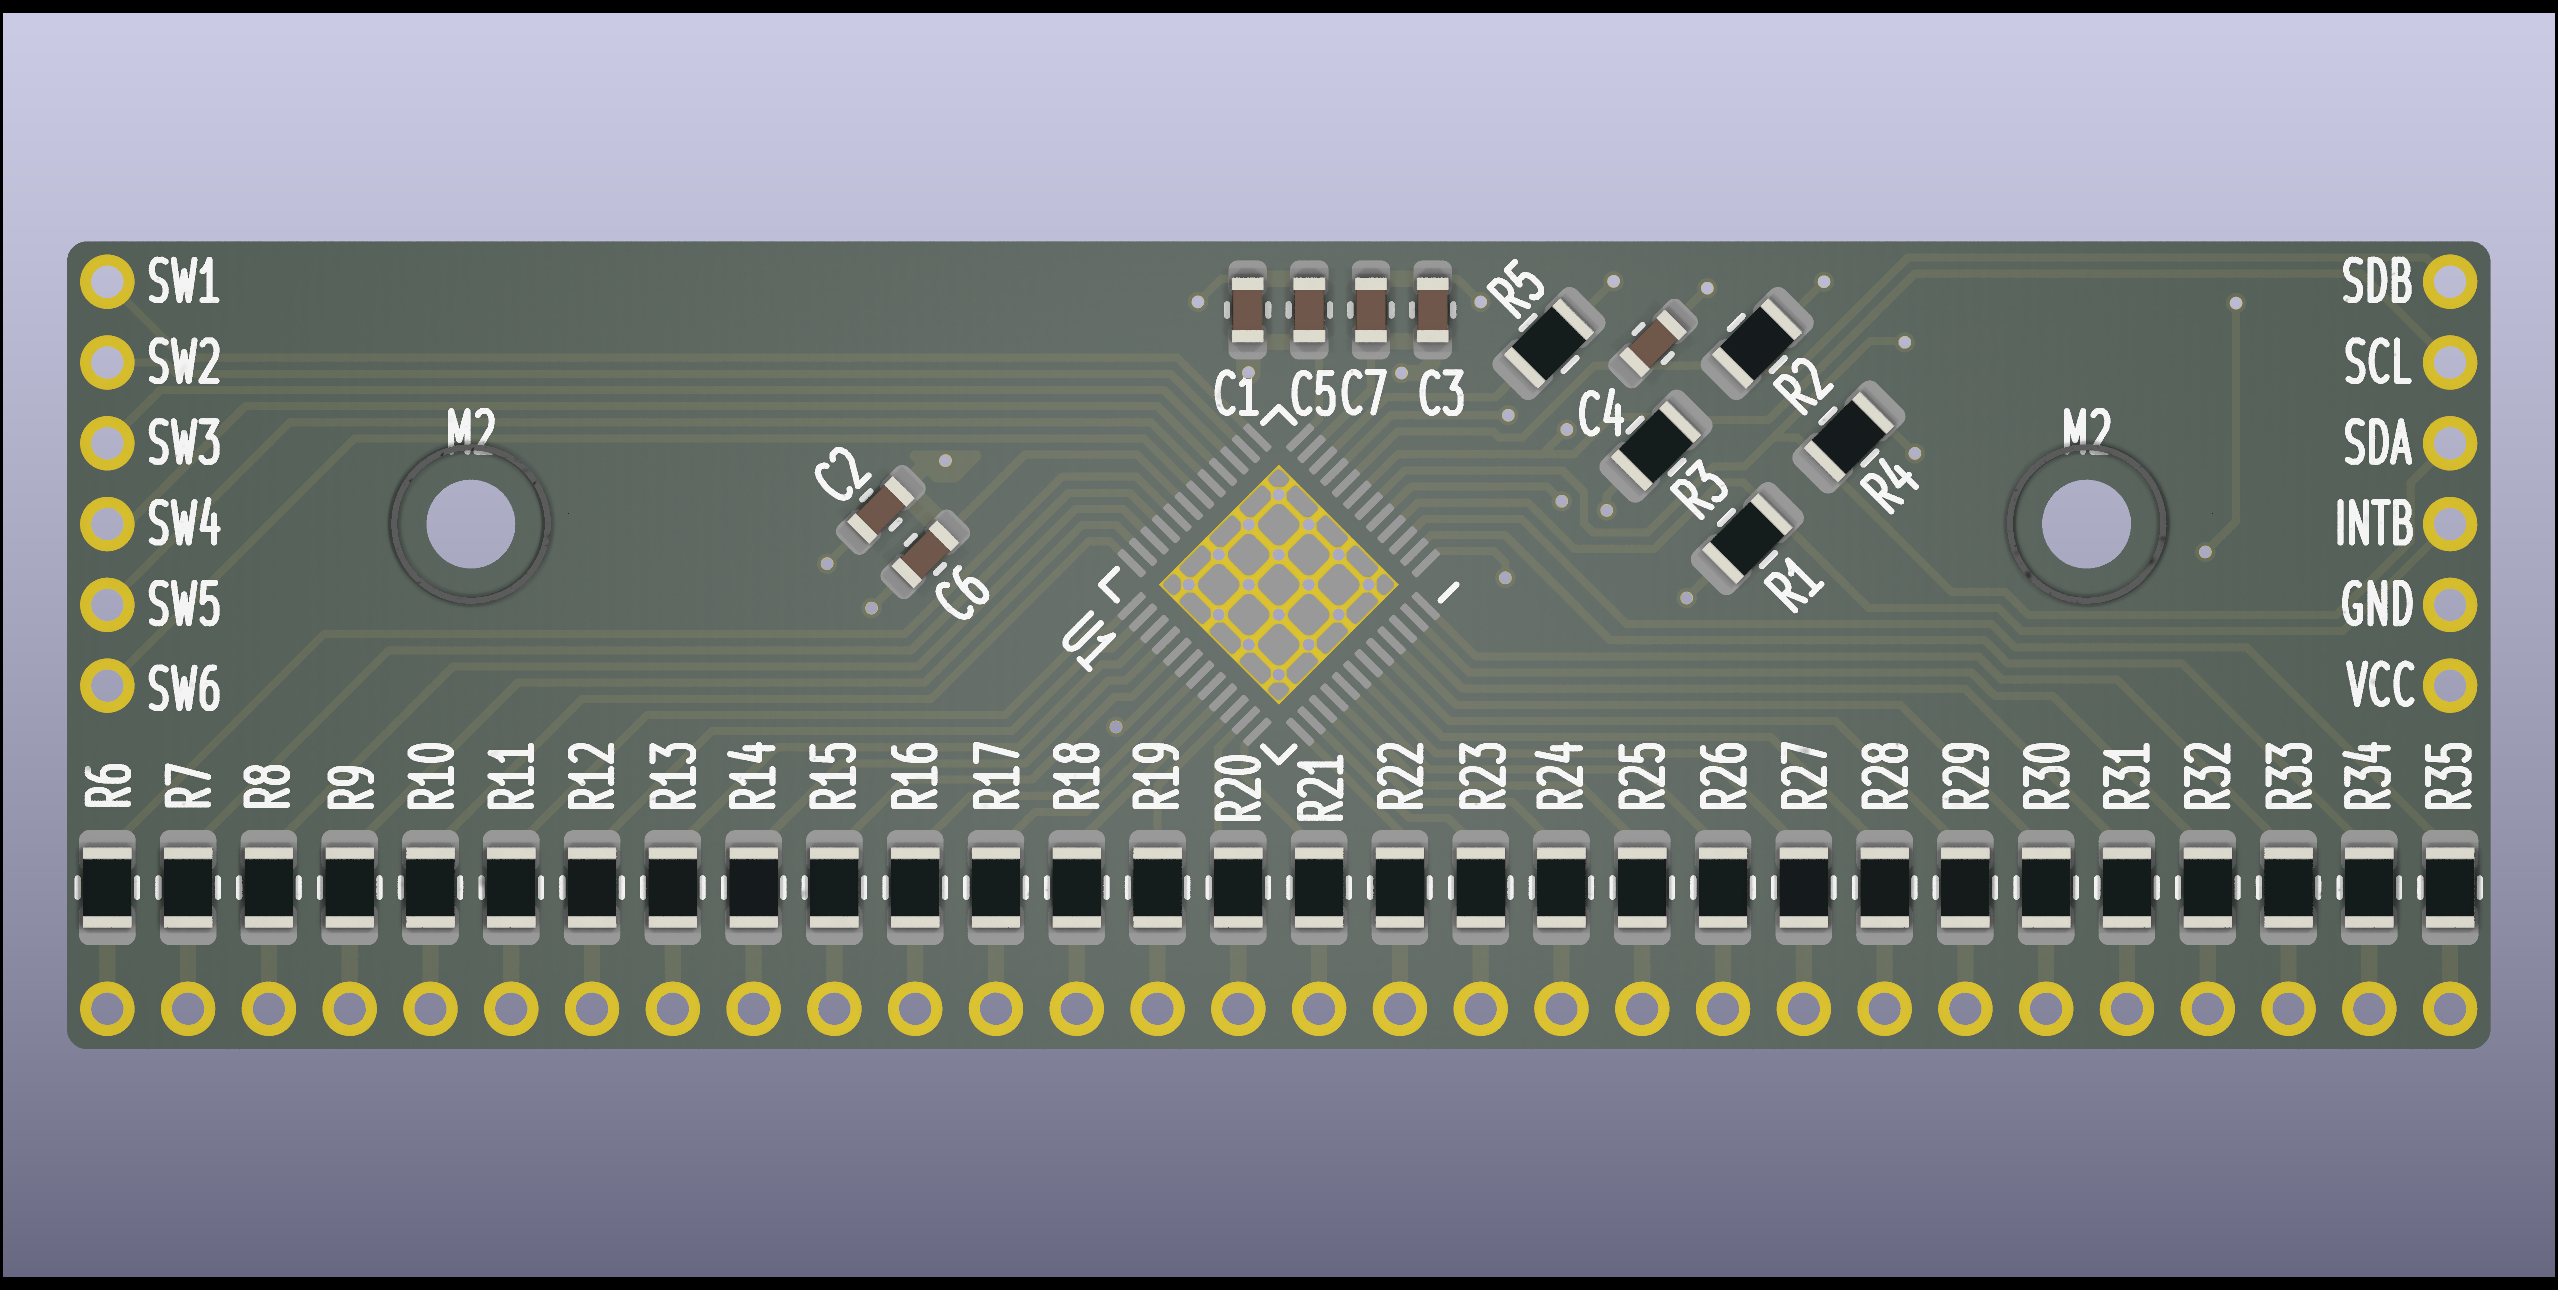 SW1
SW2
SW3
SW4
SW5
SW6
M2
C2
C6
U1
C1 C5 C7 C3
R5
C4
R2
R3
R4
R1
M2
SDB
SCL
SDA
INTB
GND
VCC
R6 R7 R8 R9 R10 R11 R12 R13 R14 R15 R16 R17 R18 R19 R20 R21 R22 R23 R24 R25 R26 R27 R28 R29 R30 R31 R32 R33 R34 R35